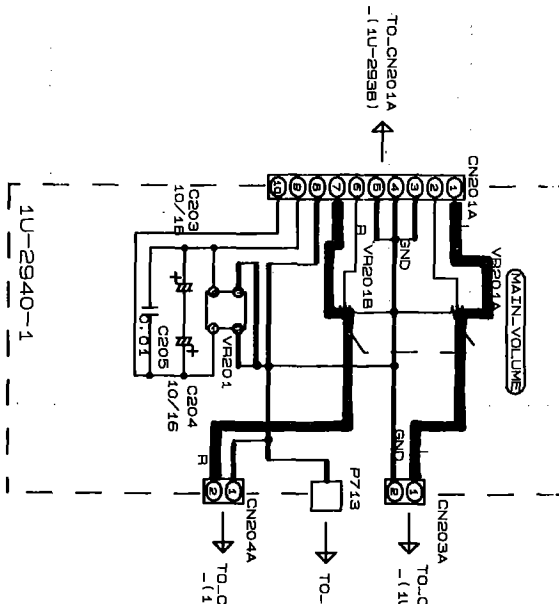 TO_CN201A
-(1U-293B)
CN201A
10
9
8
7
6
5
4
3
2
1
C203
10/16
R
GND
VR201B
VR201A
MAIN_VOLUME
1U-2940-1
0.01
C205
C204
10/16
VR201
R
GND
P713
2
1
CN204A
2
1
CN203A
TO_C
-(1
TO_
TO_C
-(1U